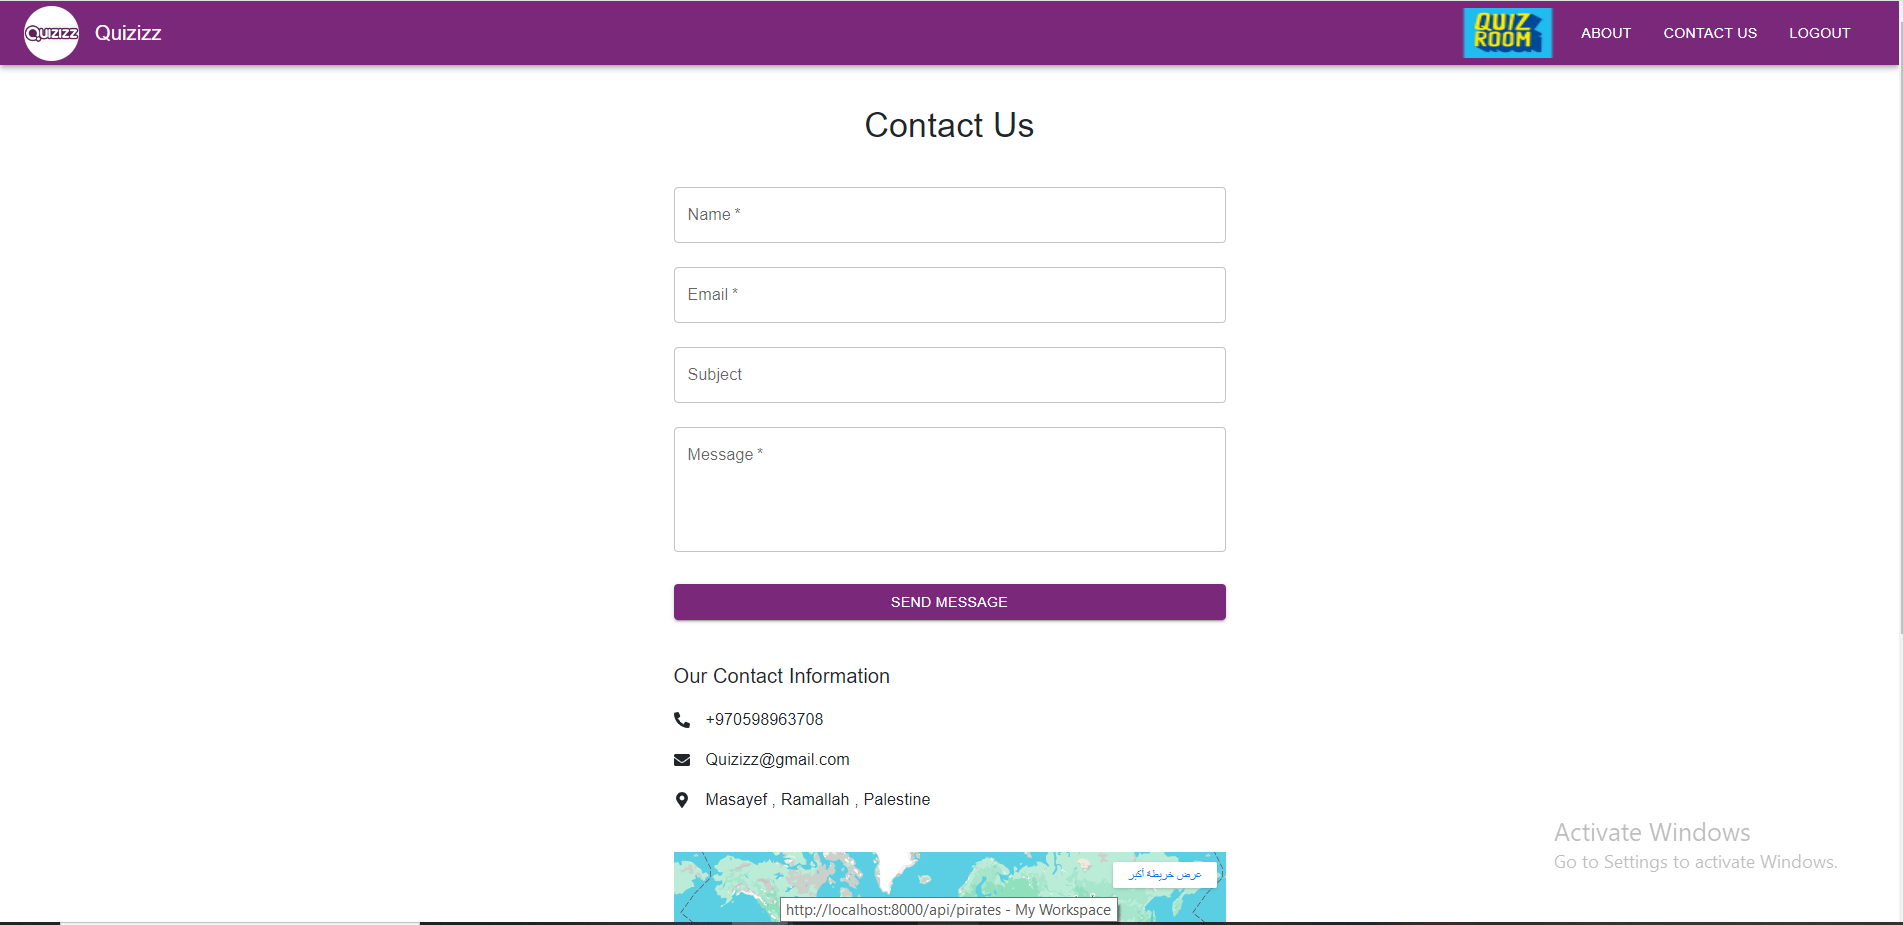 Quizizz
Quizizz
QUIZ
ROOM
ABOUT
CONTACT US
LOGOUT
Contact Us
Name *
Email *
Subject
Message *
SEND MESSAGE
Our Contact Information
+970598963708
Quizizz@gmail.com
Masayef , Ramallah , Palestine
Activate Windows
Go to Settings to activate Windows.
عرض خريطة أكبر
http://localhost:8000/api/pirates - My Workspace